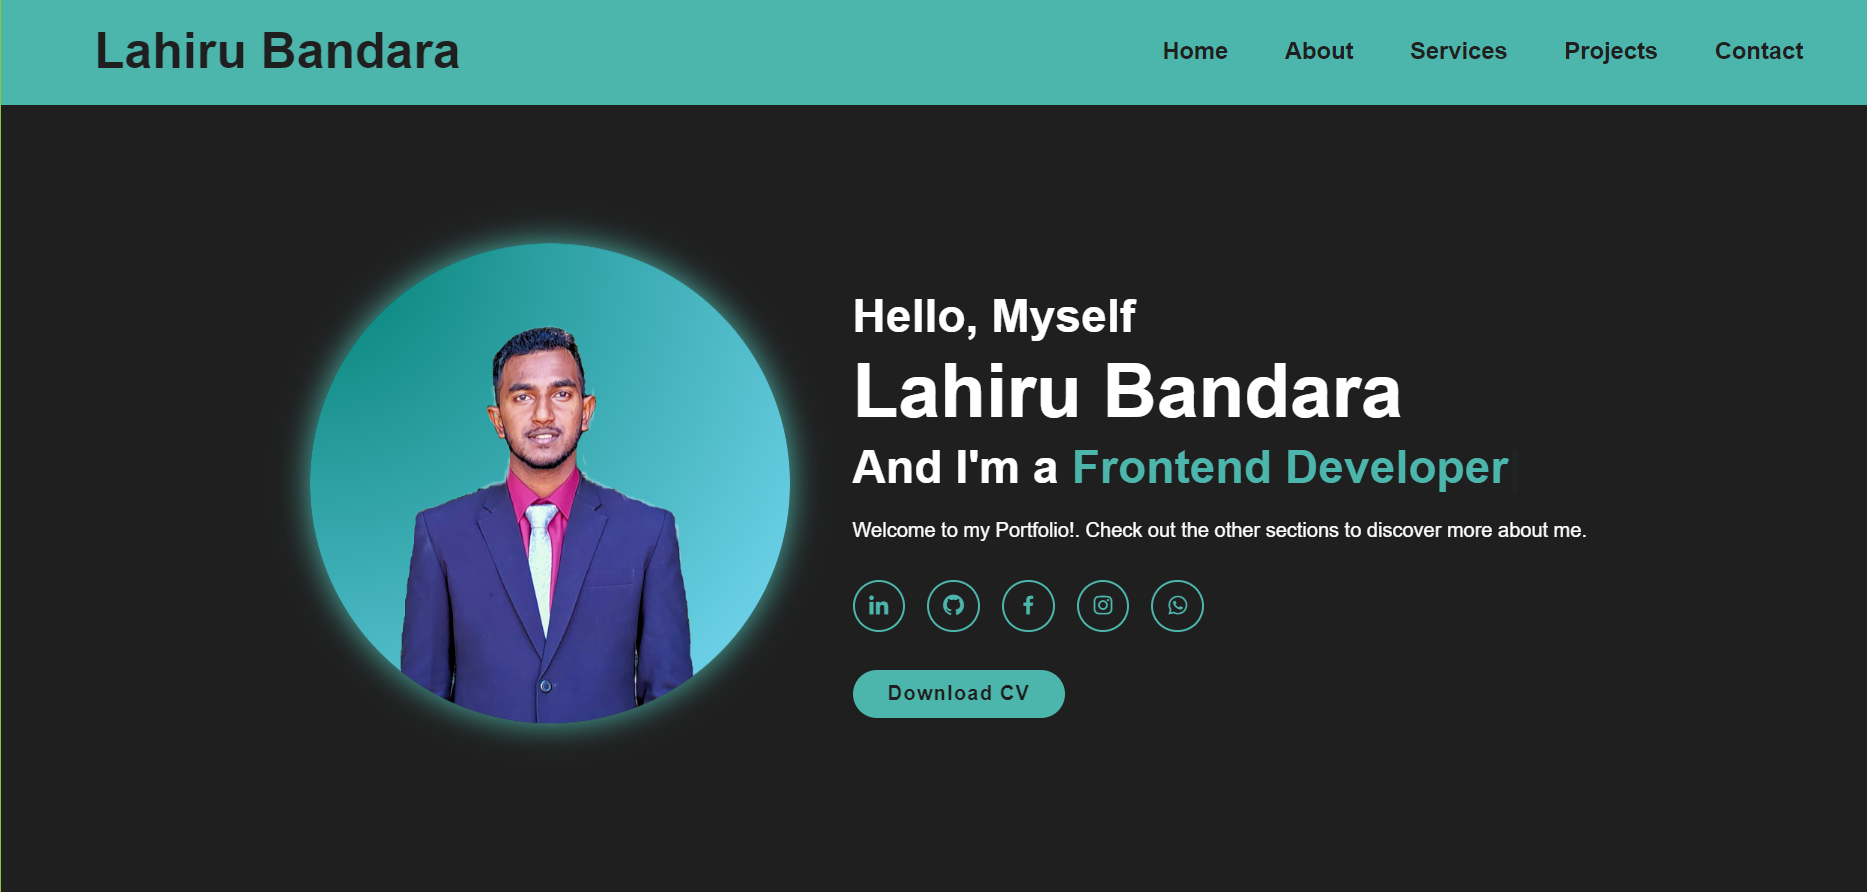 Lahiru Bandara
Home About Services Projects Contact
Hello, Myself
Lahiru Bandara
And I'm a Frontend Developer
Welcome to my Portfolio!. Check out the other sections to discover more about me.
Download CV